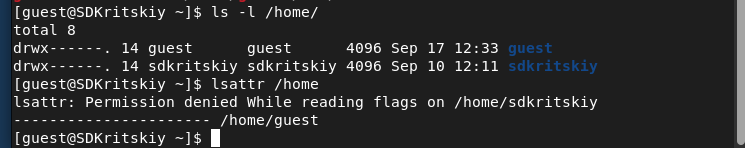 [guest@SDKritskiy ~]$ ls -l /home/
total 8
drwx------. 14 guest      guest      4096 Sep 17 12:33 guest
drwx------. 14 sdkritskiy sdkritskiy 4096 Sep 10 12:11 sdkritskiy
[guest@SDKritskiy ~]$ lsattr /home
lsattr: Permission denied While reading flags on /home/sdkritskiy
---------------------- /home/guest
[guest@SDKritskiy ~]$